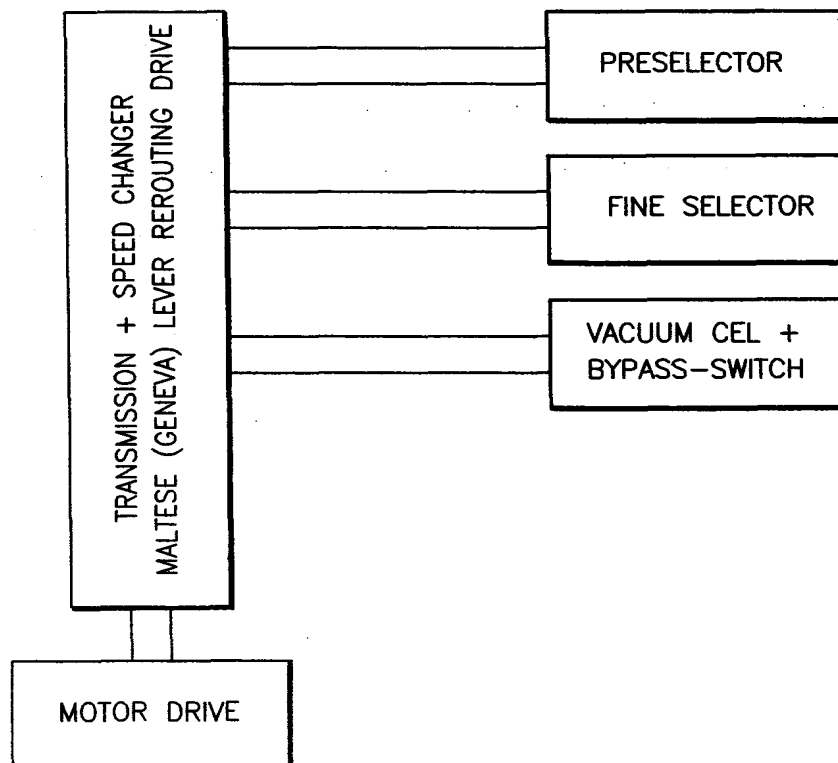 TRANSMISSION + SPEED CHANGER
MALTESE (GENEVA) LEVER REROUTING DRIVE
PRESELECTOR
FINE SELECTOR
VACUUM CEL +
BYPASS-SWITCH
MOTOR DRIVE